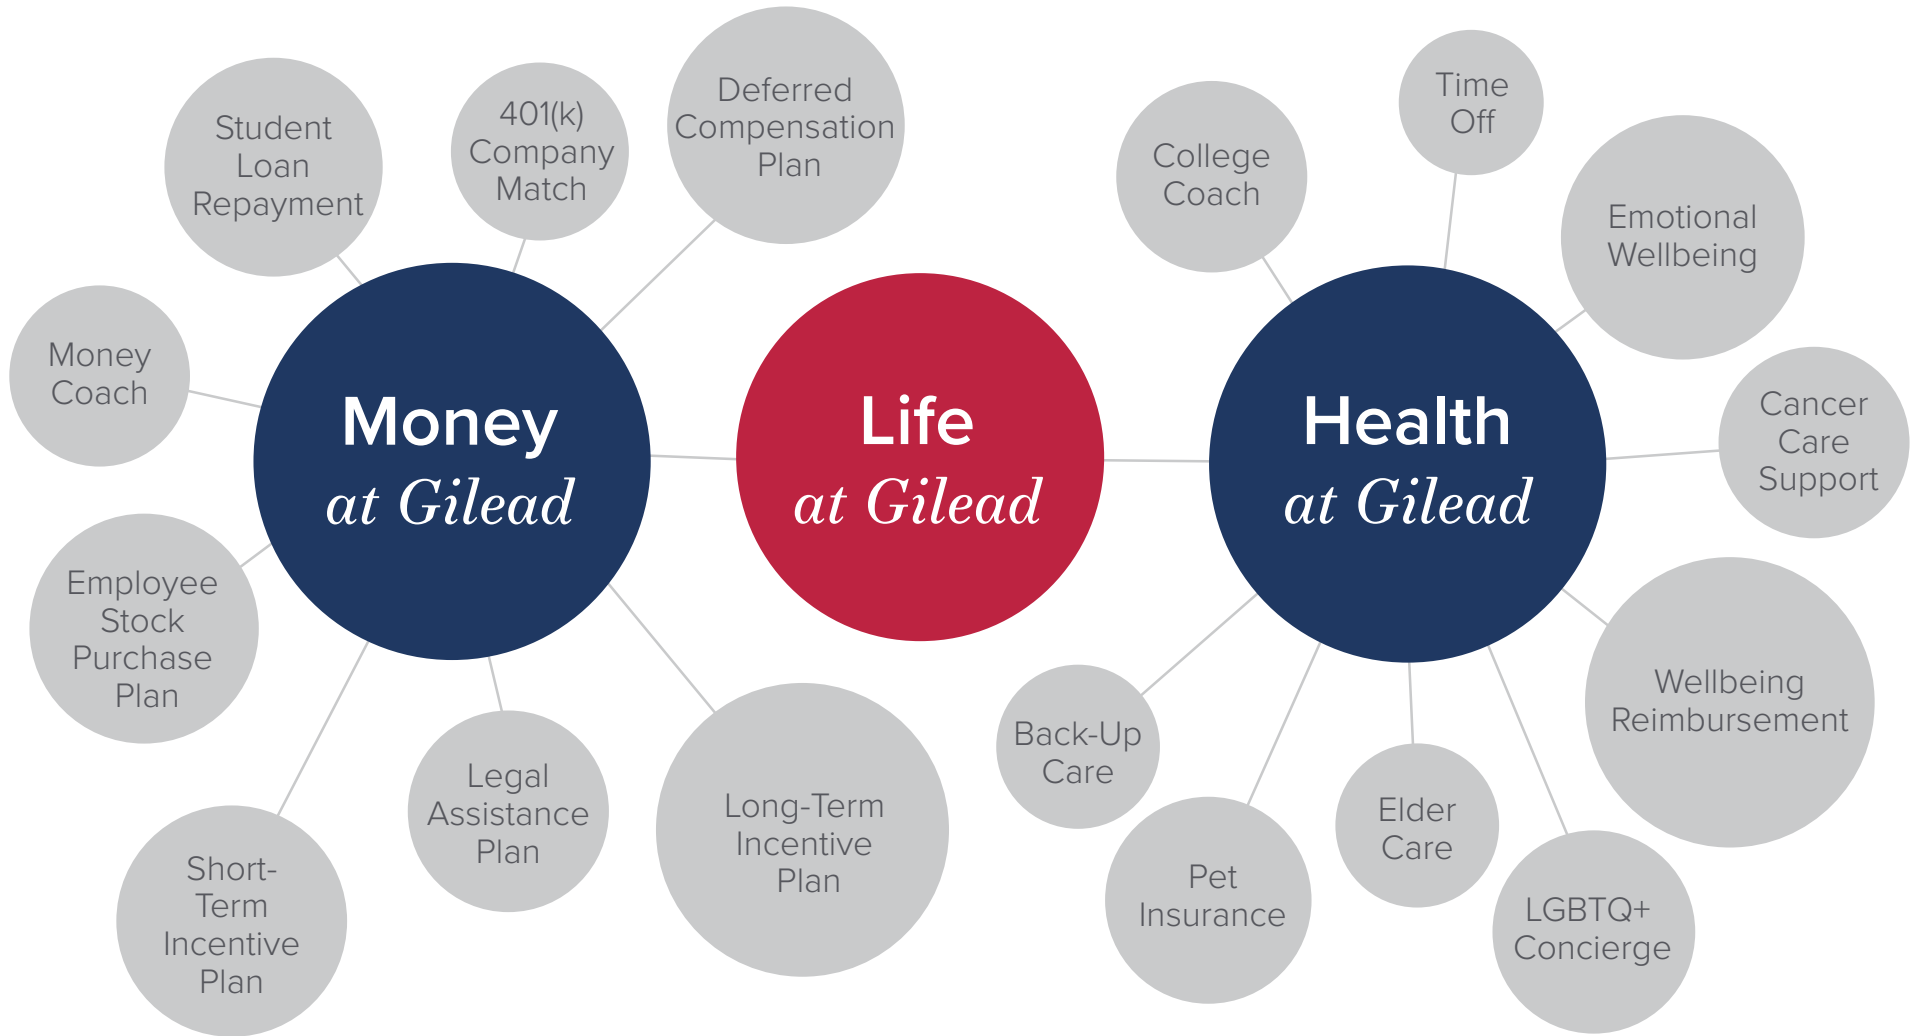 Student
Loan
Repayment
401(k)
Company
Match
Deferred
Compensation
Plan
Money
Coach
Money
at Gilead
Employee
Stock
Purchase
Plan
Short-
Term
Incentive
Plan
Legal
Assistance
Plan
Long-Term
Incentive
Plan
Life
at Gilead
College
Coach
Time
Off
Emotional
Wellbeing
Health
at Gilead
Cancer
Care
Support
Wellbeing
Reimbursement
Back-Up
Care
Pet
Insurance
Elder
Care
LGBTQ+
Concierge